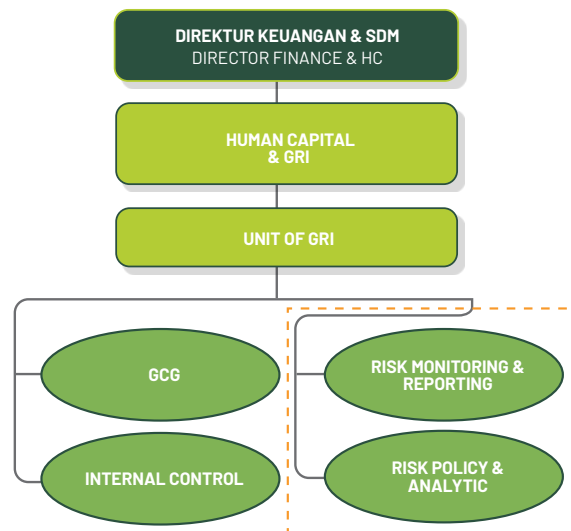 DIREKTUR KEUANGAN & SDM
DIRECTOR FINANCE & HC
HUMAN CAPITAL
& GRI
UNIT OF GRI
GCG
INTERNAL CONTROL
RISK MONITORING &
REPORTING
RISK POLICY &
ANALYTIC